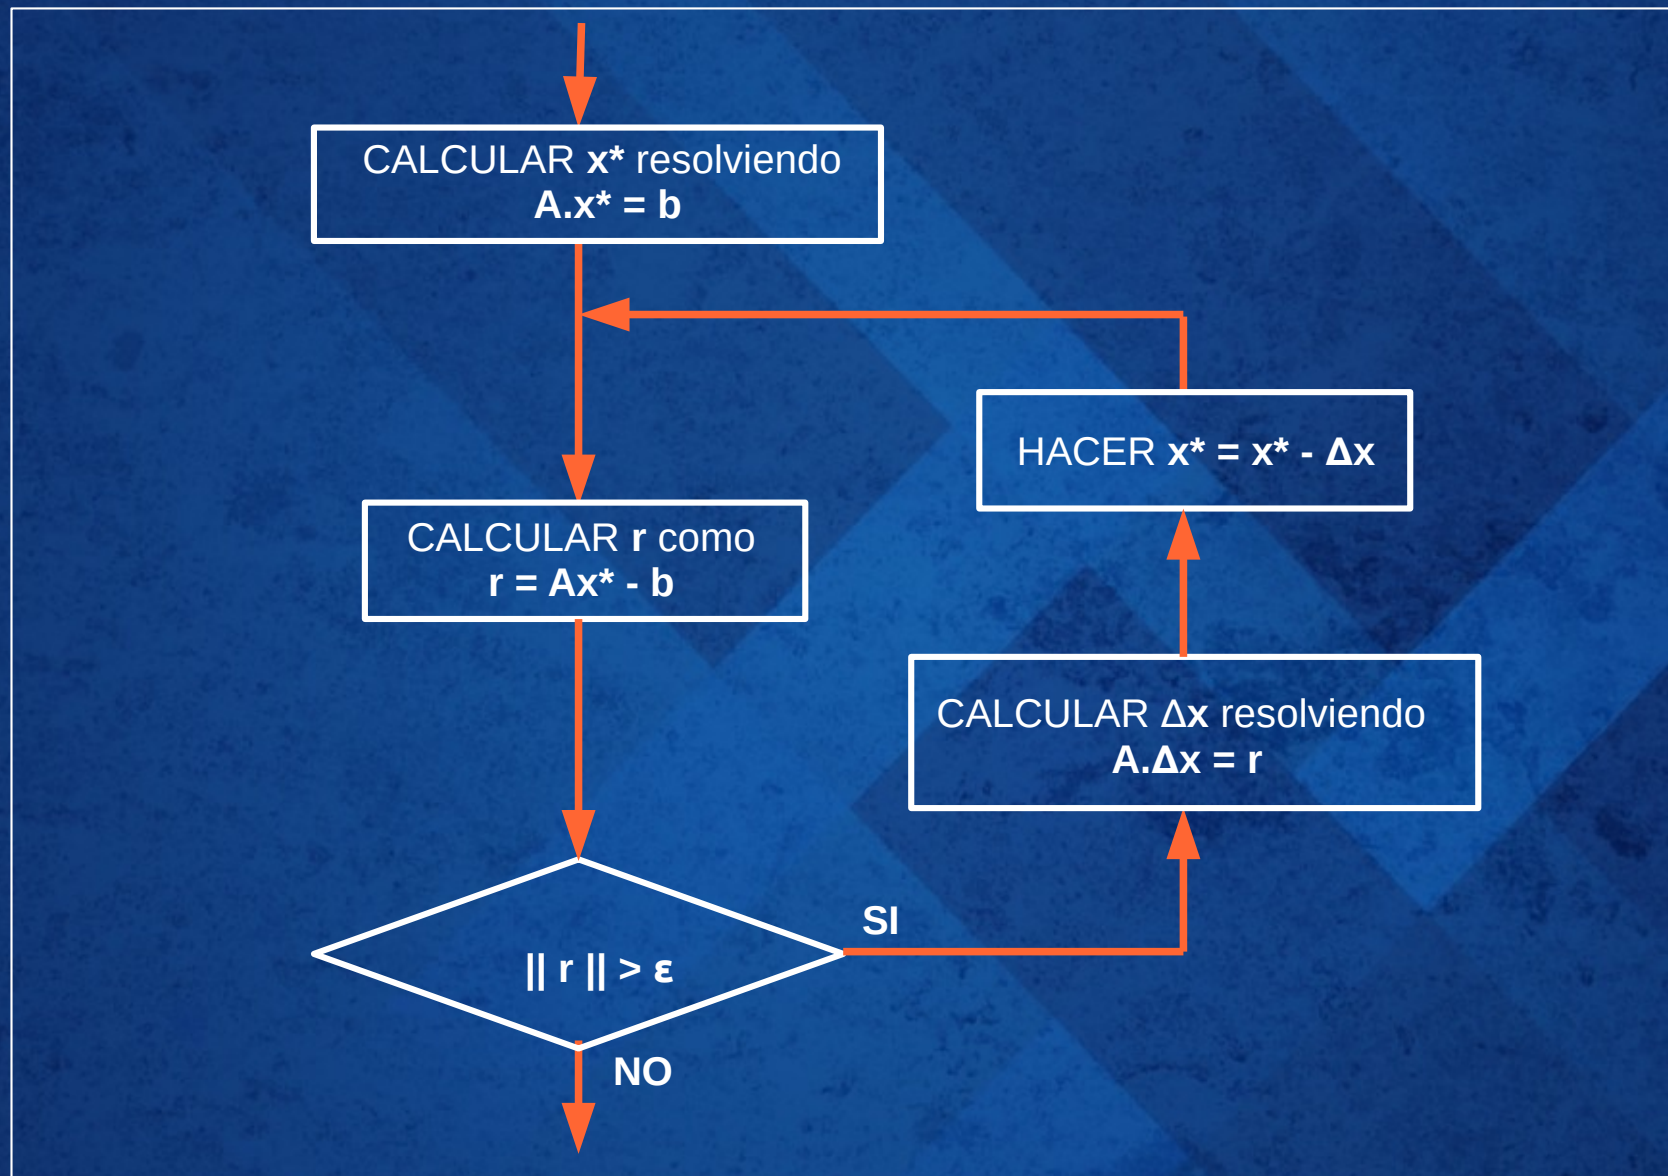 CALCULAR x* resolviendo
A.x* = b
HACER x* = x* - Δx
CALCULAR r como
r = Ax* - b
CALCULAR Δx resolviendo
A.Δx = r
SI
|| r || > ε
NO